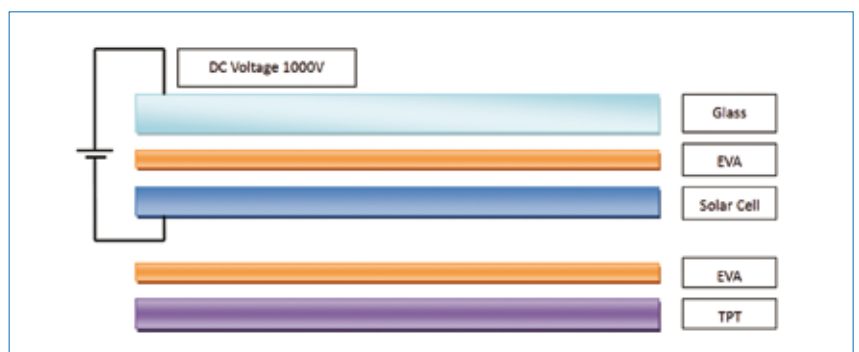 DC Voltage 1000V
Glass
EVA
Solar Cell
EVA
TPT